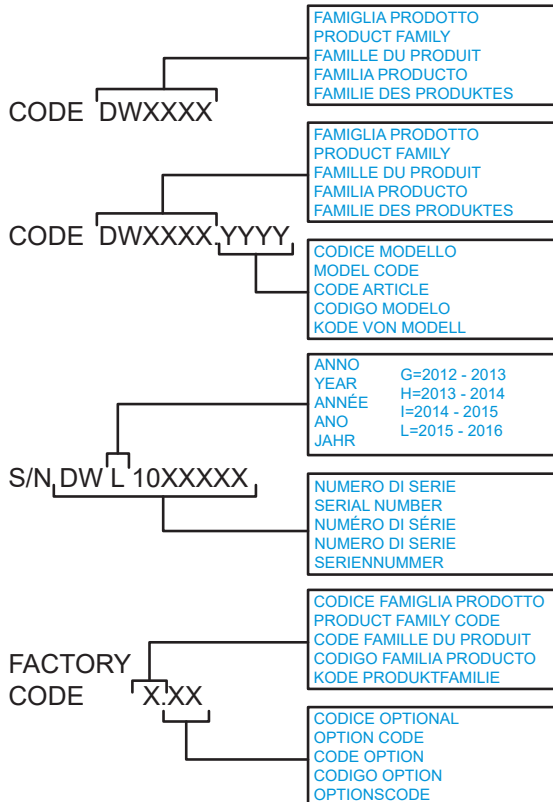 FAMIGLIA PRODOTTO
PRODUCT FAMILY
FAMILLE DU PRODUIT
FAMILIA PRODUCTO
FAMILIE DES PRODUKTES
CODE DWXXXX
FAMIGLIA PRODOTTO
PRODUCT FAMILY
FAMILLE DU PRODUIT
FAMILIA PRODUCTO
FAMILIE DES PRODUKTES
CODE DWXXXX.YYYY
CODICE MODELLO
MODEL CODE
CODE ARTICLE
CODIGO MODELO
KODE VON MODELL
ANNO
YEAR
ANNÉE
ANO
JAHR
G=2012 - 2013
H=2013 - 2014
I=2014 - 2015
L=2015 - 2016
S/N DW L 10XXXXX
NUMERO DI SERIE
SERIAL NUMBER
NUMÉRO DI SÉRIE
NUMERO DI SERIE
SERIENNUMMER
CODICE FAMIGLIA PRODOTTO
PRODUCT FAMILY CODE
CODE FAMILLE DU PRODUIT
CODIGO FAMILIA PRODUCTO
KODE PRODUKTFAMILIE
FACTORY
CODE X.XX
CODICE OPTIONAL
OPTION CODE
CODE OPTION
CODIGO OPTION
OPTIONSCODE